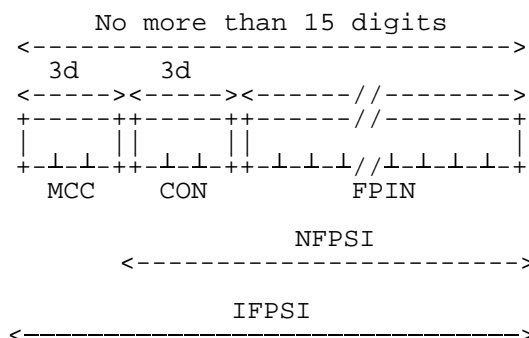 No more than 15 digits
3d 3d
MCC CON FPIN
NFPSI
IFPSI